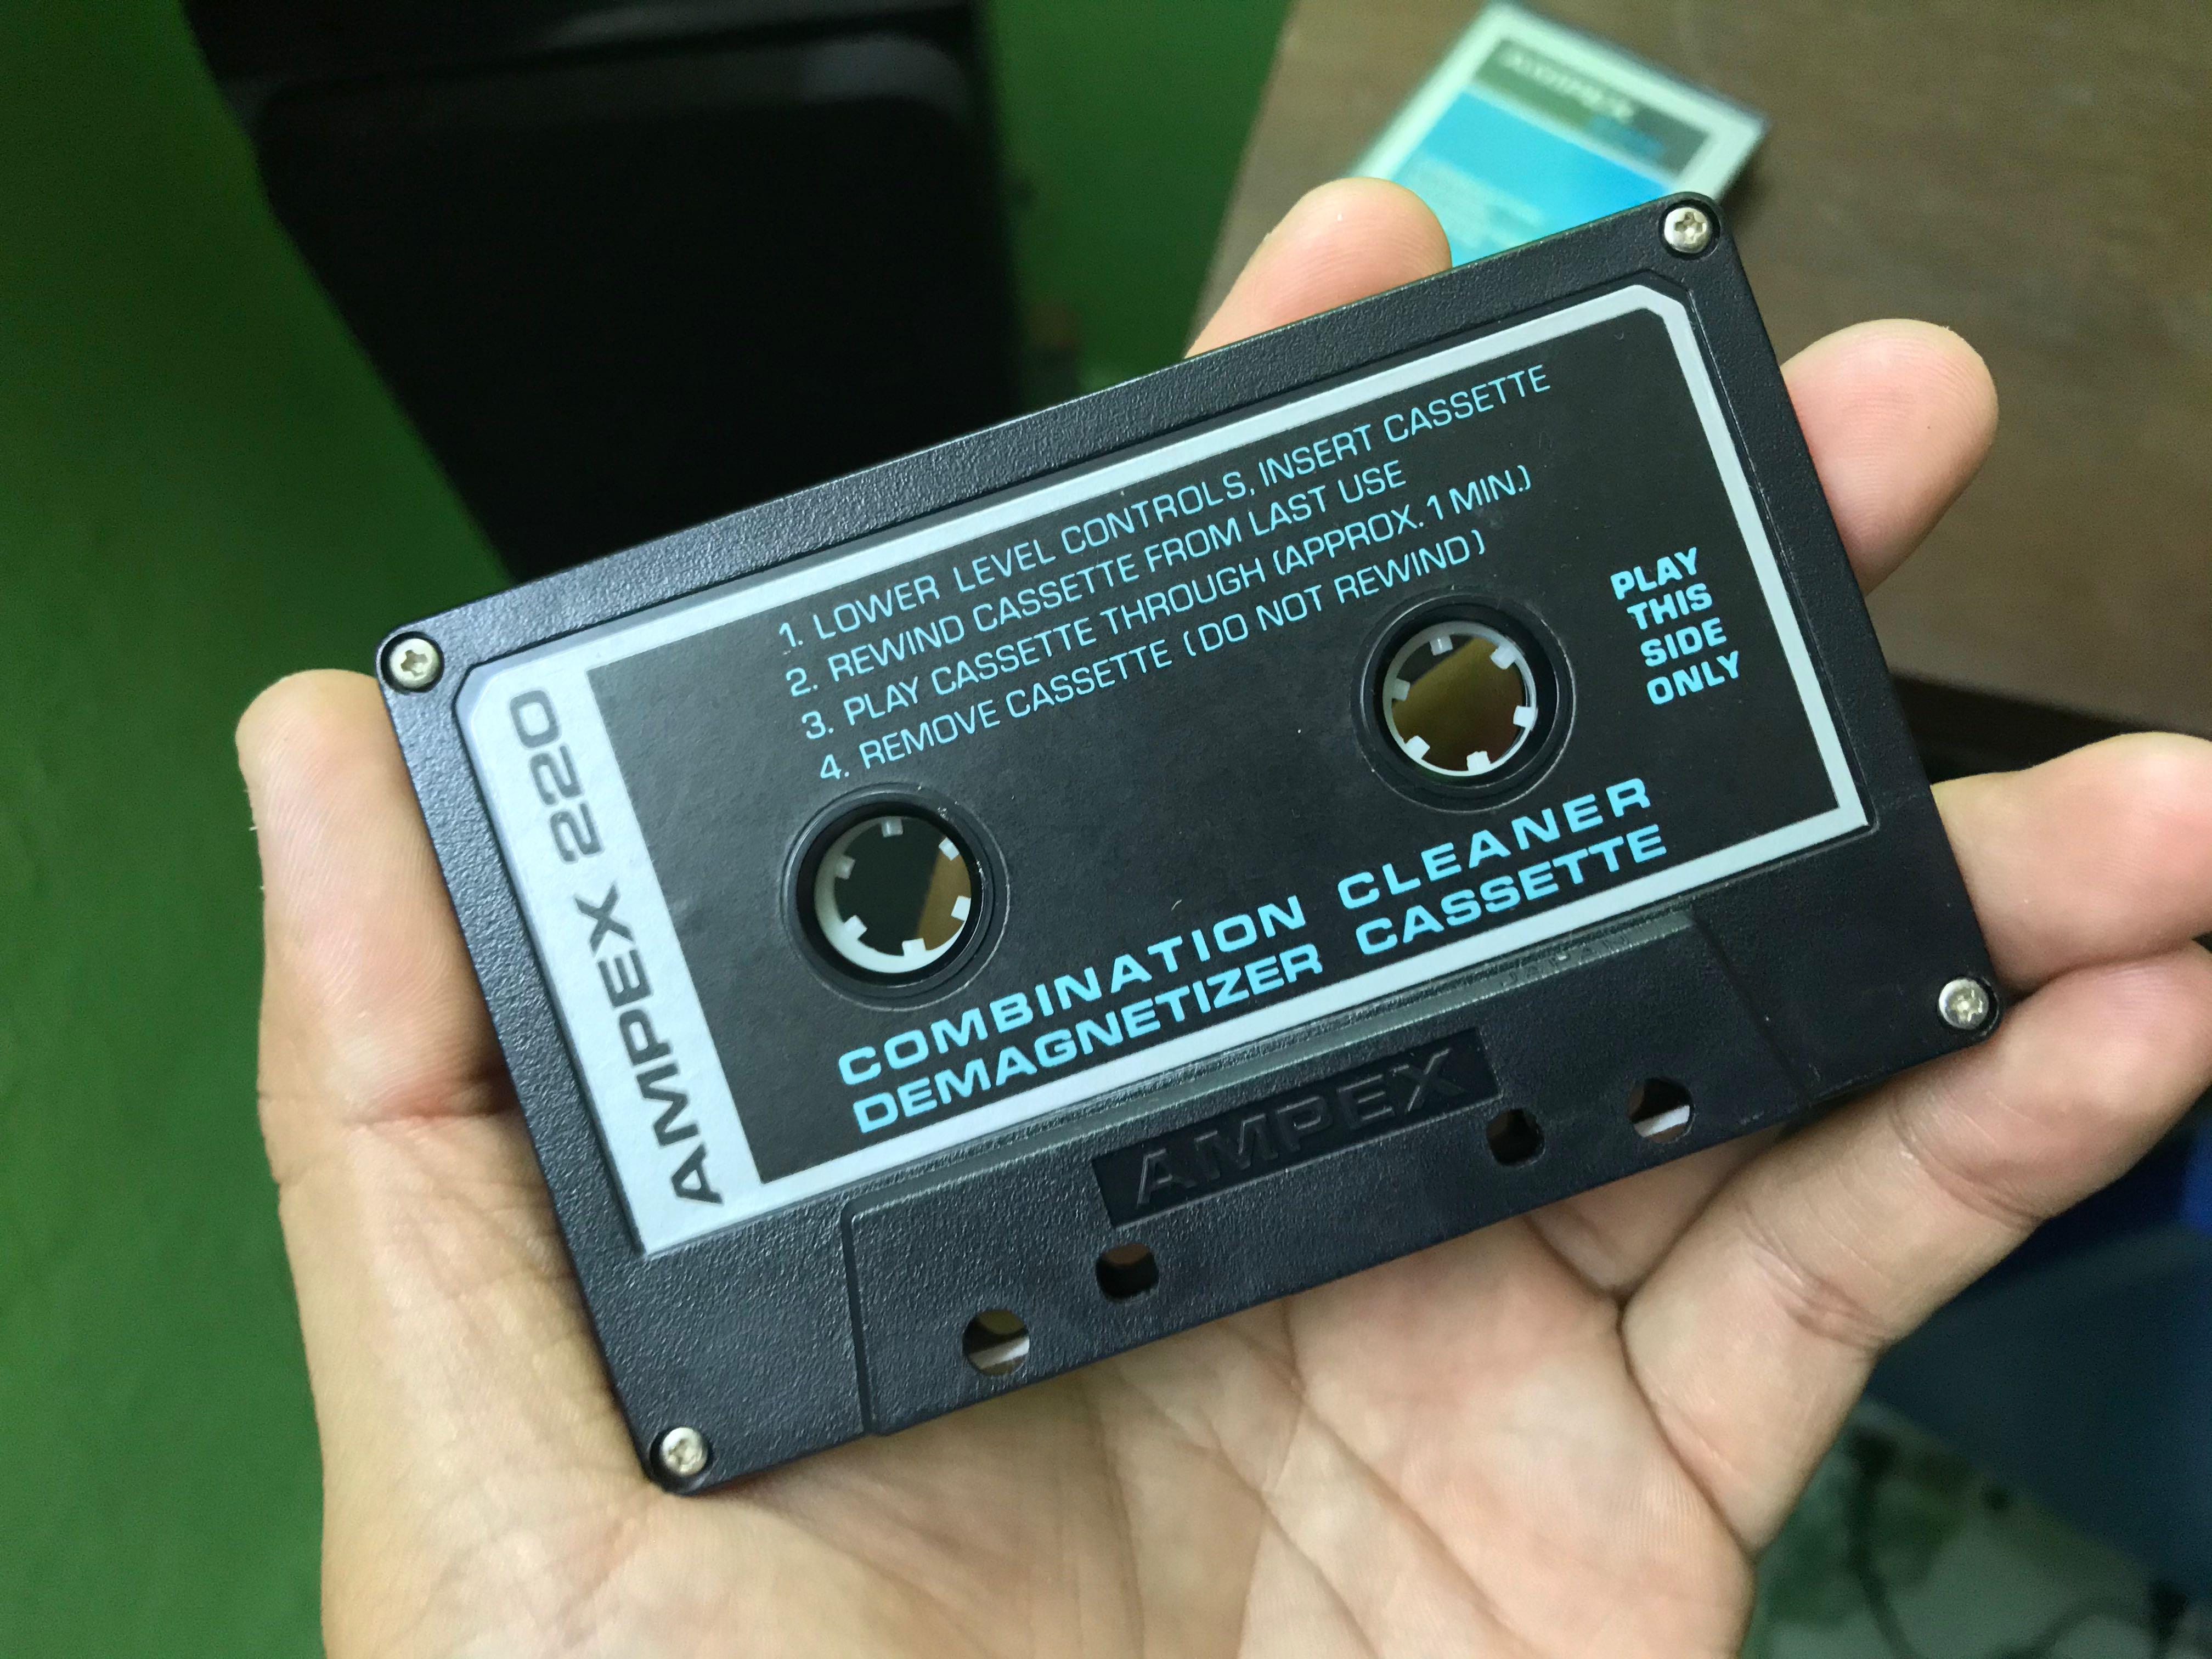 AMPEX
1. LOWER LEVEL CONTROLS, INSERT CASSETTE
2. REWIND CASSETTE FROM LAST USE
3. PLAY CASSETTE THROUGH (APPROX. 1 MIN.)
4. REMOVE CASSETTE (DO NOT REWIND)
PLAY
THIS
SIDE
ONLY
AMPEX 220
COMBINATION CLEANER
DEMAGNETIZER CASSETTE
AMPEX